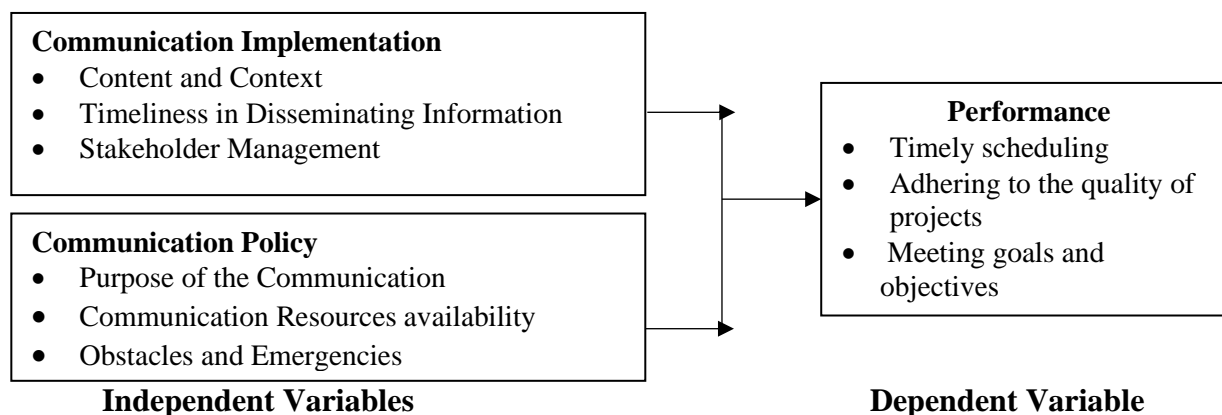 Communication Implementation
• Content and Context
• Timeliness in Disseminating Information
• Stakeholder Management
Communication Policy
• Purpose of the Communication
• Communication Resources availability
• Obstacles and Emergencies
Independent Variables
Performance
• Timely scheduling
• Adhering to the quality of
projects
• Meeting goals and
objectives
Dependent Variable